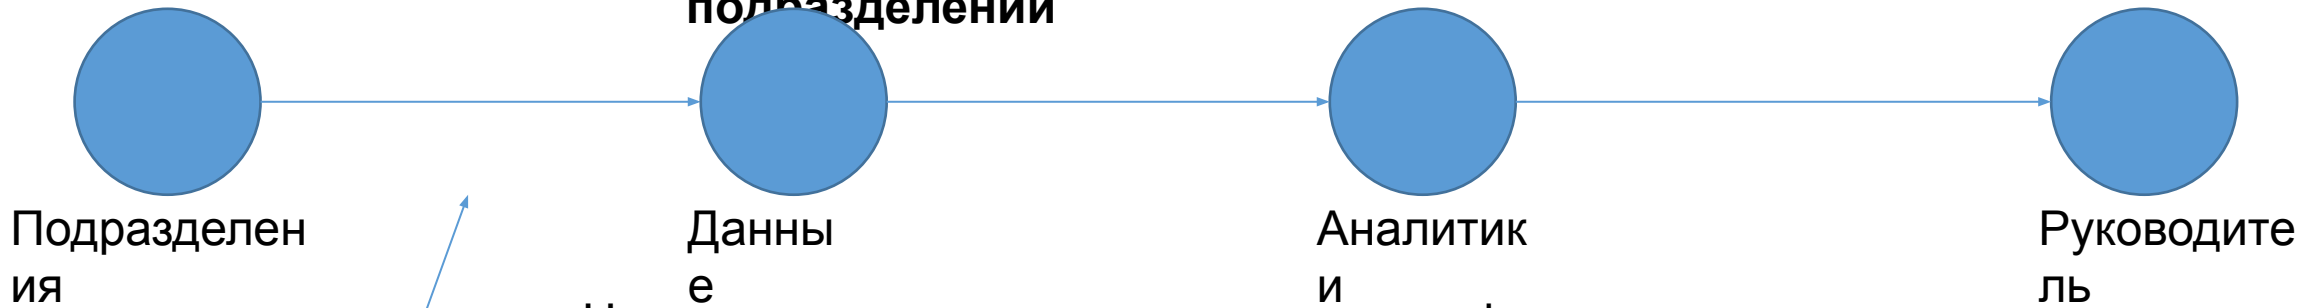 подразделений
Подразделен
ия
Данны
е
Аналитик
и
Руководите
ль